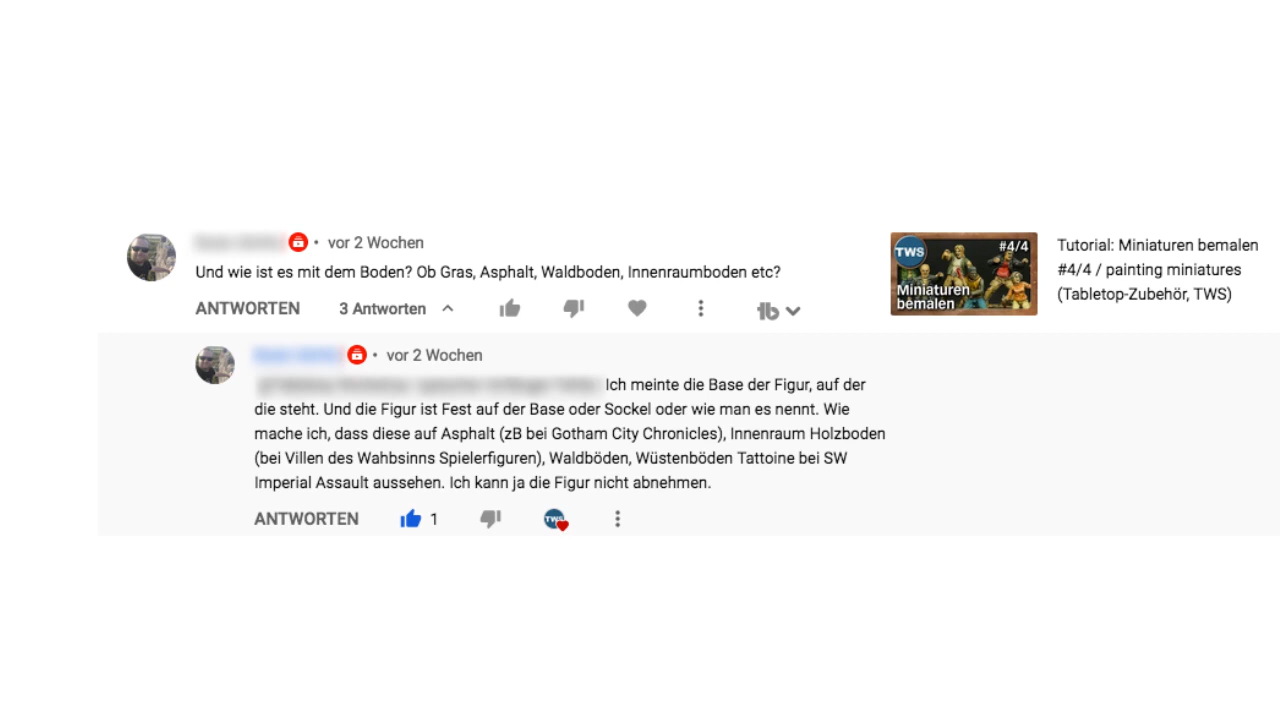 vor 2 Wochen
Und wie ist es mit dem Boden? Ob Gras, Asphalt, Waldboden, Innenraumboden etc?
ANTWORTEN 3 Antworten
TWS
#4/4
Miniaturen
bemalen
Tutorial: Miniaturen bemalen
#4/4 / painting miniatures
(Tabletop-Zubehör, TWS)
vor 2 Wochen
Ich meinte die Base der Figur, auf der
die steht. Und die Figur ist Fest auf der Base oder Sockel oder wie man es nennt. Wie
mache ich, dass diese auf Asphalt (zB bei Gotham City Chronicles), Innenraum Holzboden
(bei Villen des Wahbsinns Spielerfiguren), Waldböden, Wüstenböden Tattoine bei SW
Imperial Assault aussehen. Ich kann ja die Figur nicht abnehmen.
ANTWORTEN 1 TWS